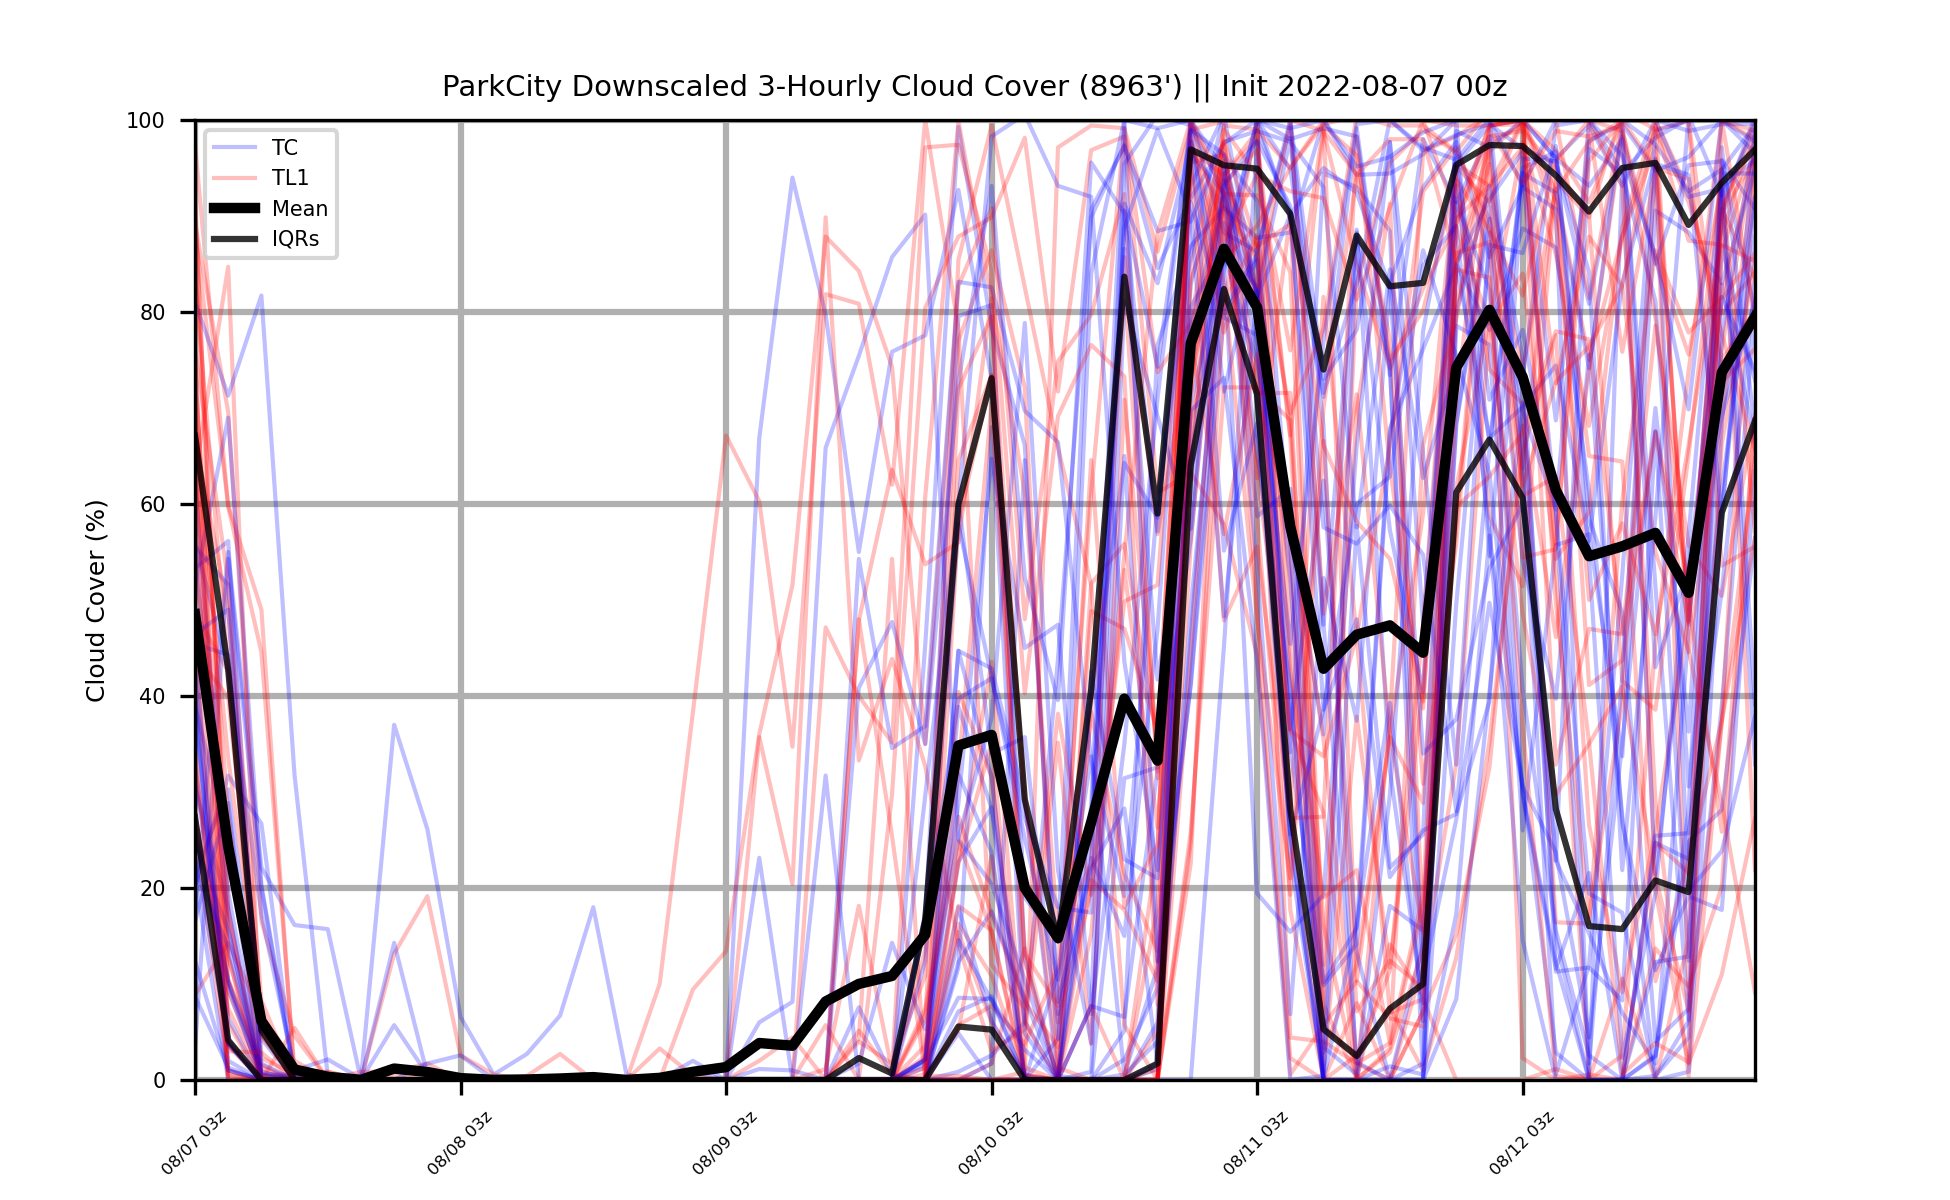 ParkCity Downscaled 3-Hourly Cloud Cover (8963') || Init 2022-08-07 00z
100
80
60
40
20
0
Cloud Cover (%)
TC
TL1
Mean
IQRs
08/07 03z
08/08 03z
08/09 03z
08/10 03z
08/11 03z
08/12 03z